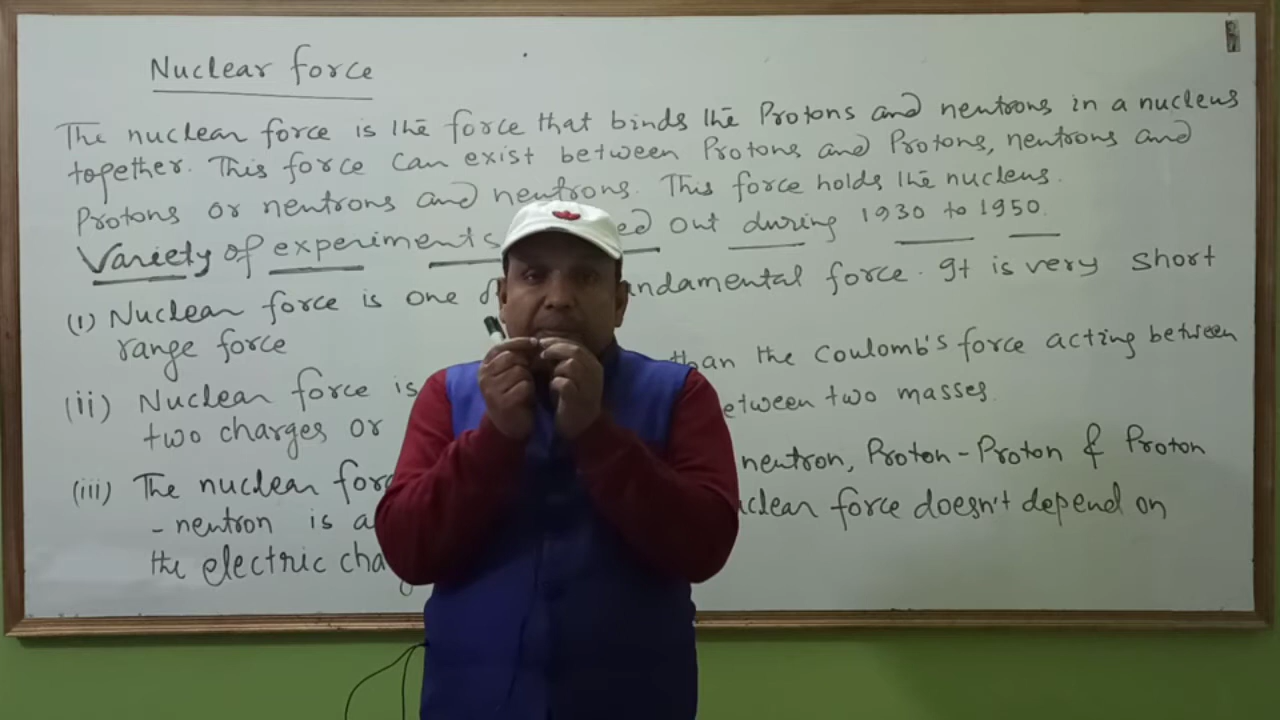 Nuclear force
The nuclear force is the force that binds the Protons and neutrons in a nucleus
together. This force can exist between Protons and Protons, neutrons and
Protons or neutrons and neutrons. This force holds the nucleus.
Variety of experiments ed out during 1930 to 1950.
(i) Nuclear force is one ndamental force. It is very short
range force
(ii) Nuclear force is than the Coulomb's force acting between
two charges or etween two masses.
(iii) The nuclear forc neutron, Proton-Proton & Proton
- neutron is a clear force doesn't depend on
the electric cha